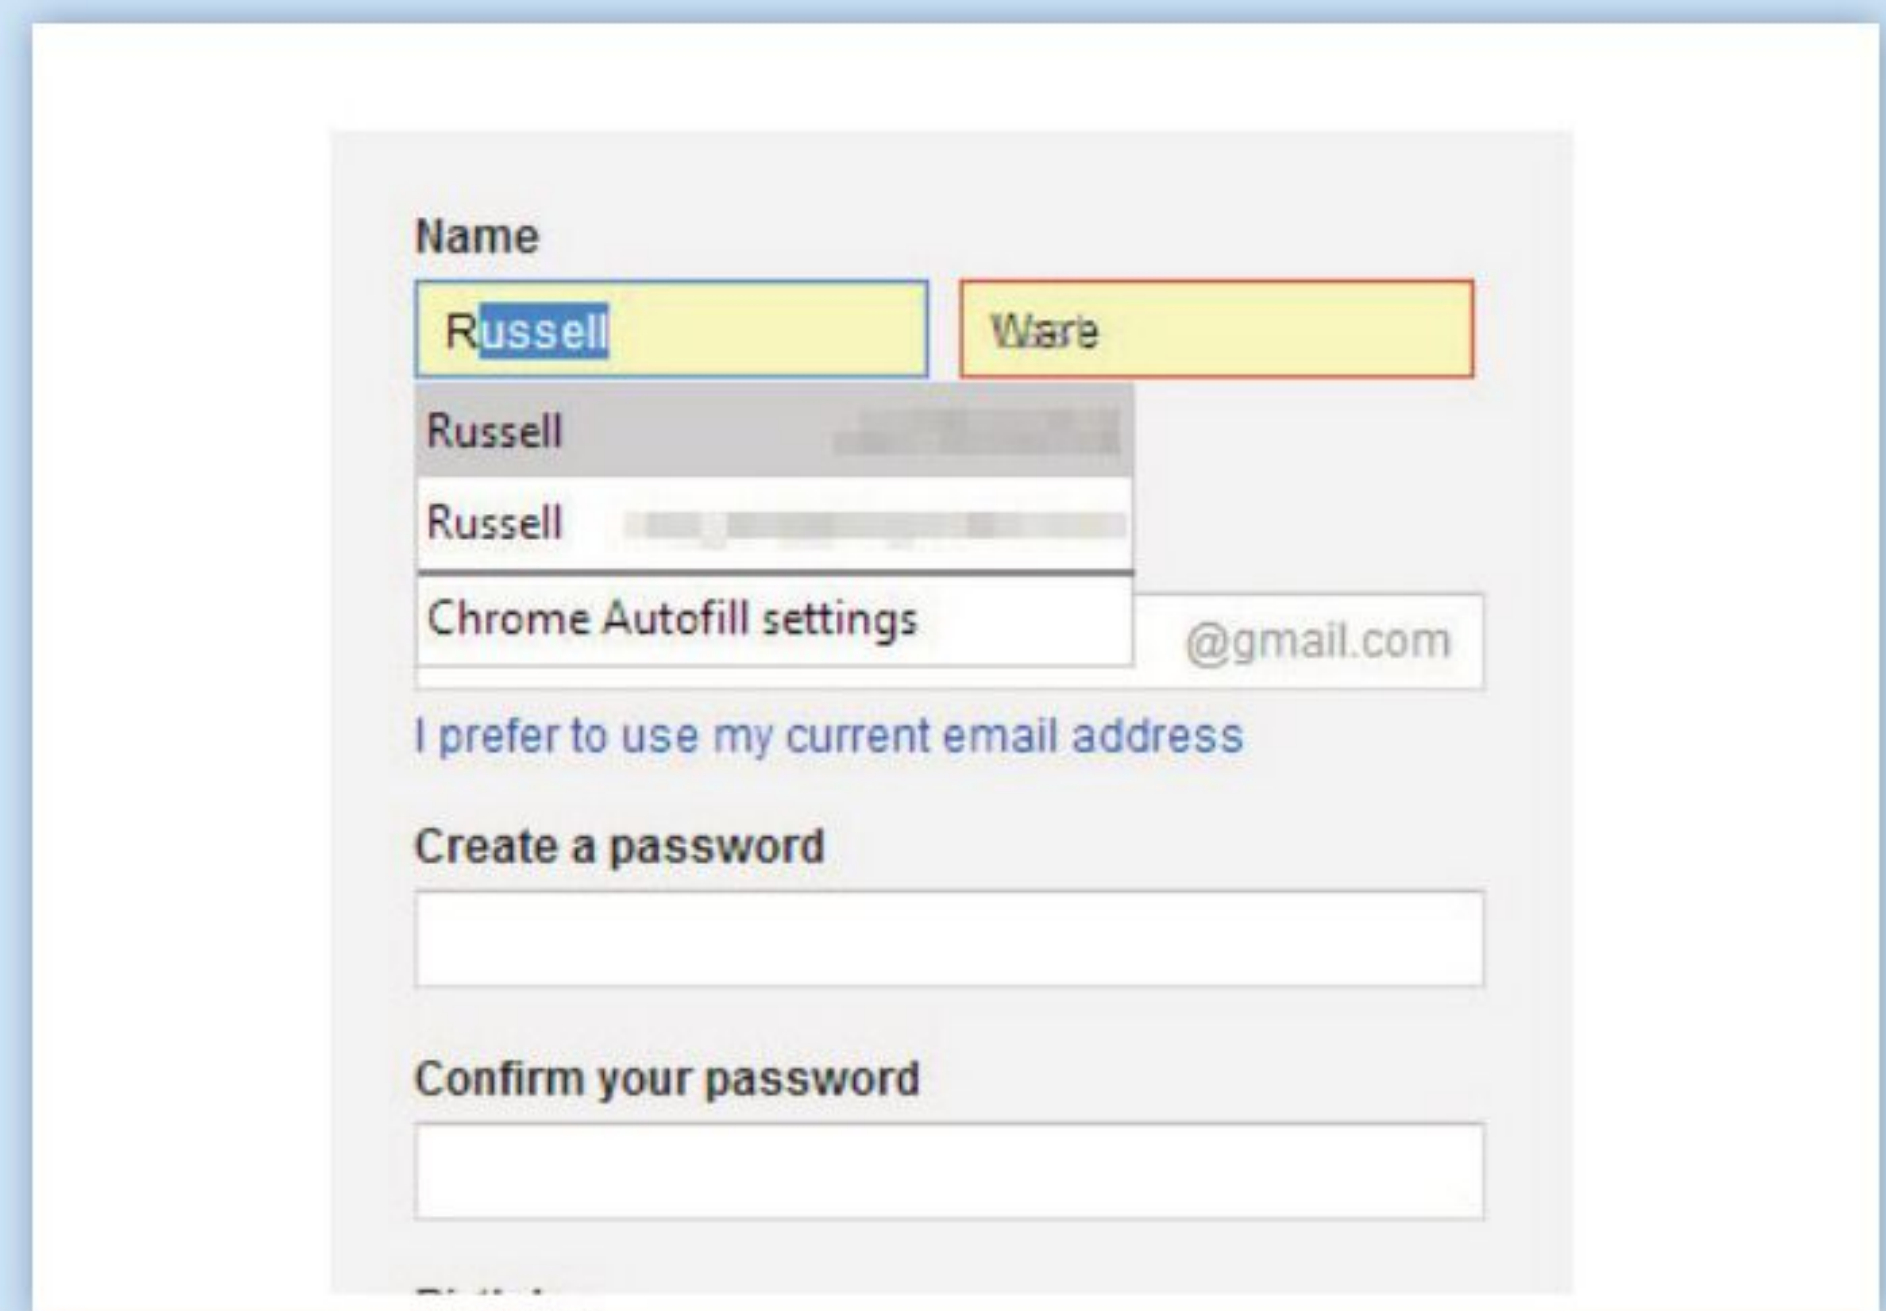 Name
Russell Ware
Russell
Russell
Chrome Autofill settings
@gmail.com
I prefer to use my current email address
Create a password
Confirm your password